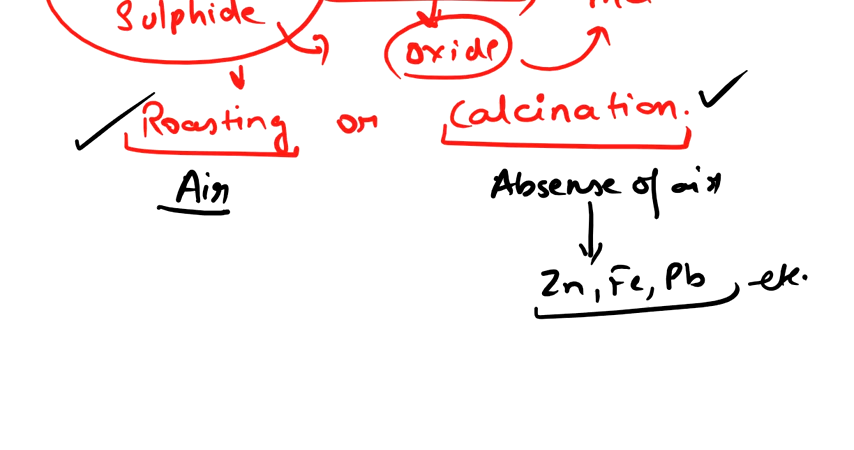 Sulphide
oxide
Roasting or Calcination.
Air Absense of air
Zn, Fe, Pb, etc.